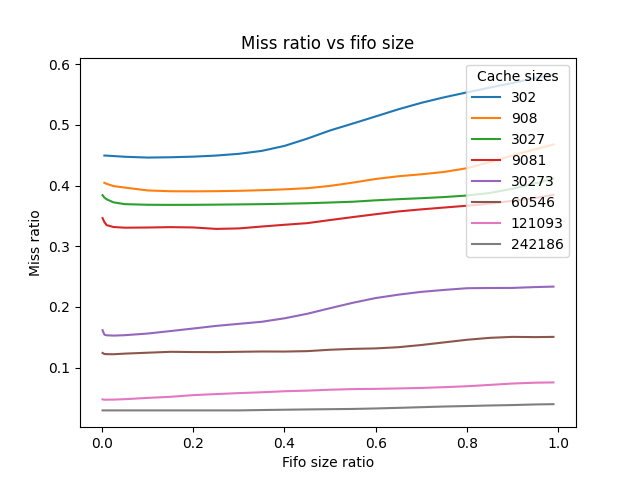 Miss ratio vs fifo size
Miss ratio
0.6
0.5
0.4
0.3
0.2
0.1
Cache sizes
302
908
3027
9081
30273
60546
121093
242186
0.0 0.2 0.4 0.6 0.8 1.0
Fifo size ratio